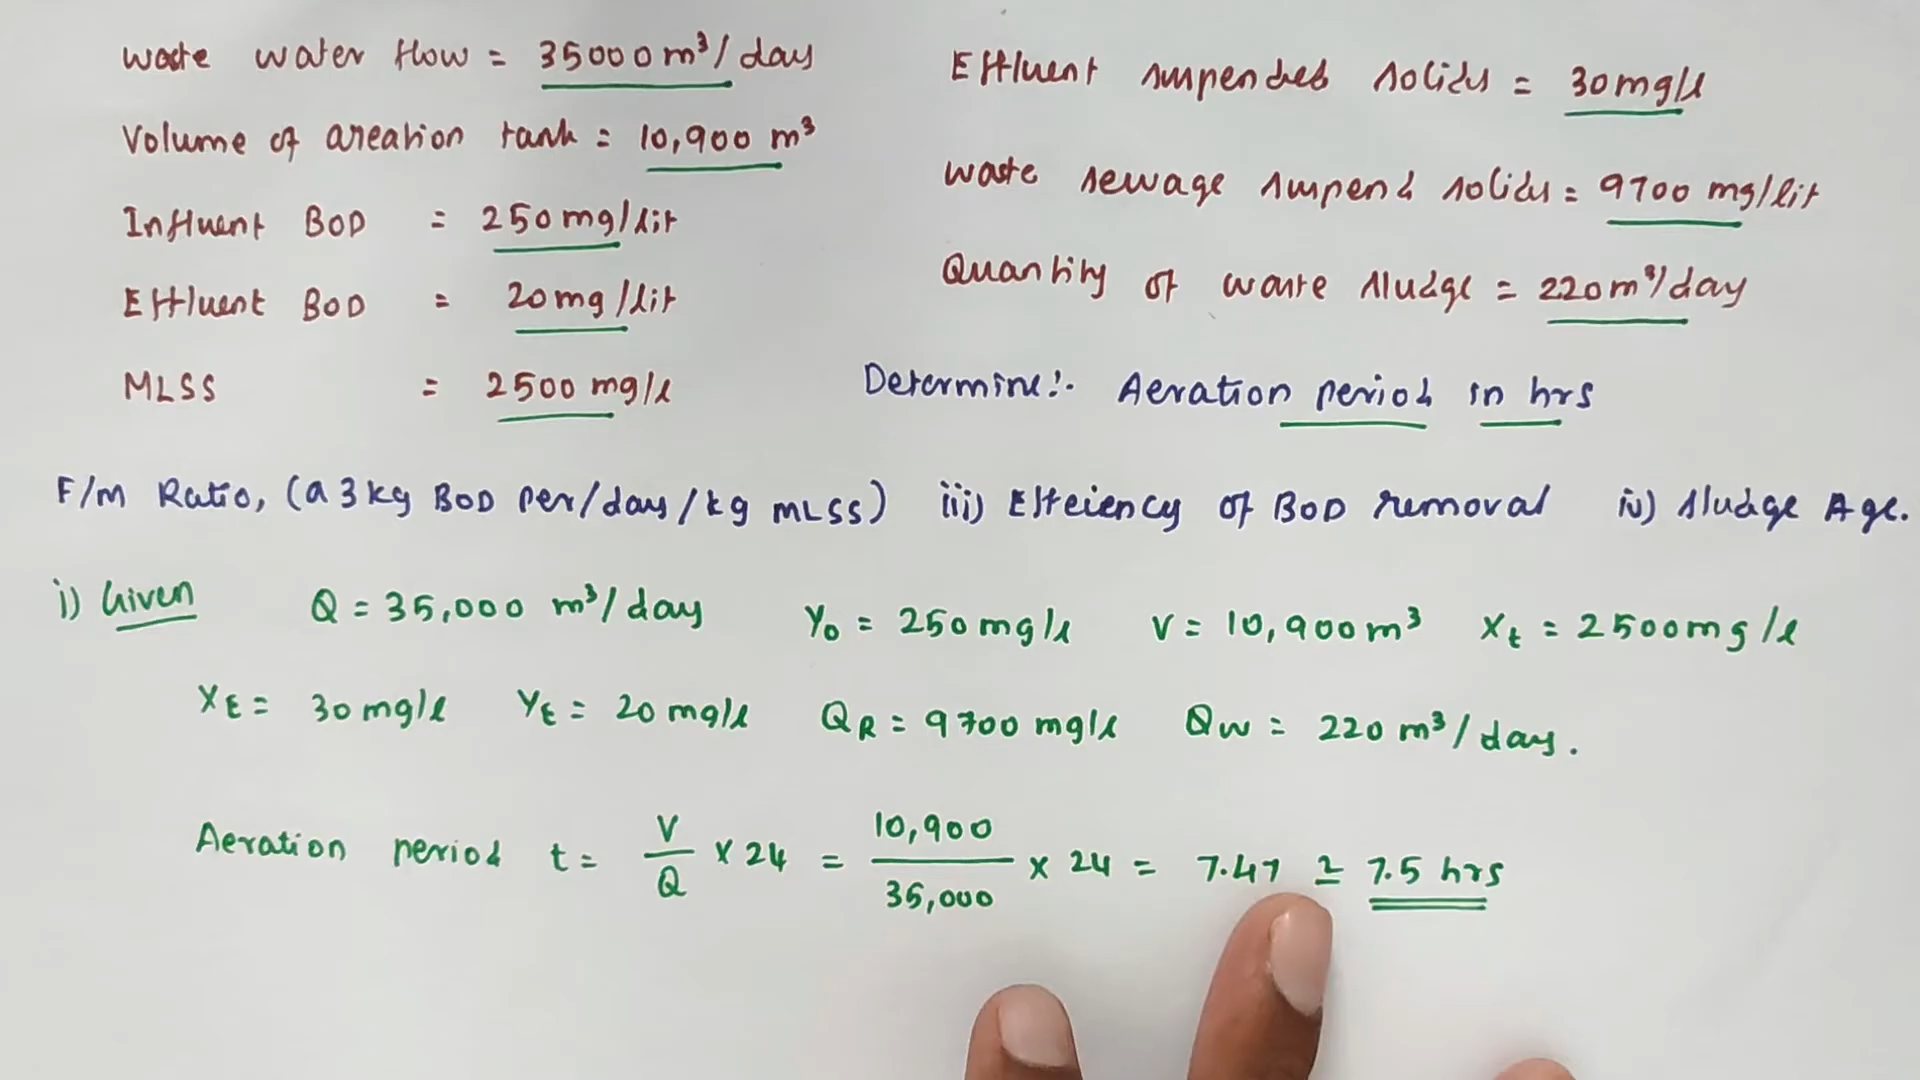 Waste water flow = 35000 m³/day
Volume of areation tank = 10,900 m³
Influent BOD = 250 mg/lit
Effluent BOD = 20 mg/lit
MLSS = 2500 mg/l
Effluent suspended solids = 30 mg/l
Waste sewage suspend solids = 9700 mg/lit
Quantity of waste sludge = 220 m³/day
Determine:- Aeration period in hrs
F/M Ratio, (a 3 kg BOD per/day/kg MLSS) iii) Effeiency of BOD removal iv) sludge Age.
i) Given Q = 35,000 m³/day Y₀ = 250 mg/l V = 10,900 m³ Xₜ = 2500 mg/l
X_E = 30 mg/l Y_E = 20 mg/l Q_R = 9700 mg/l Qw = 220 m³/day.
Aeration period t = V/Q x 24 = 10,900/35,000 x 24 = 7.47 ≃ 7.5 hrs